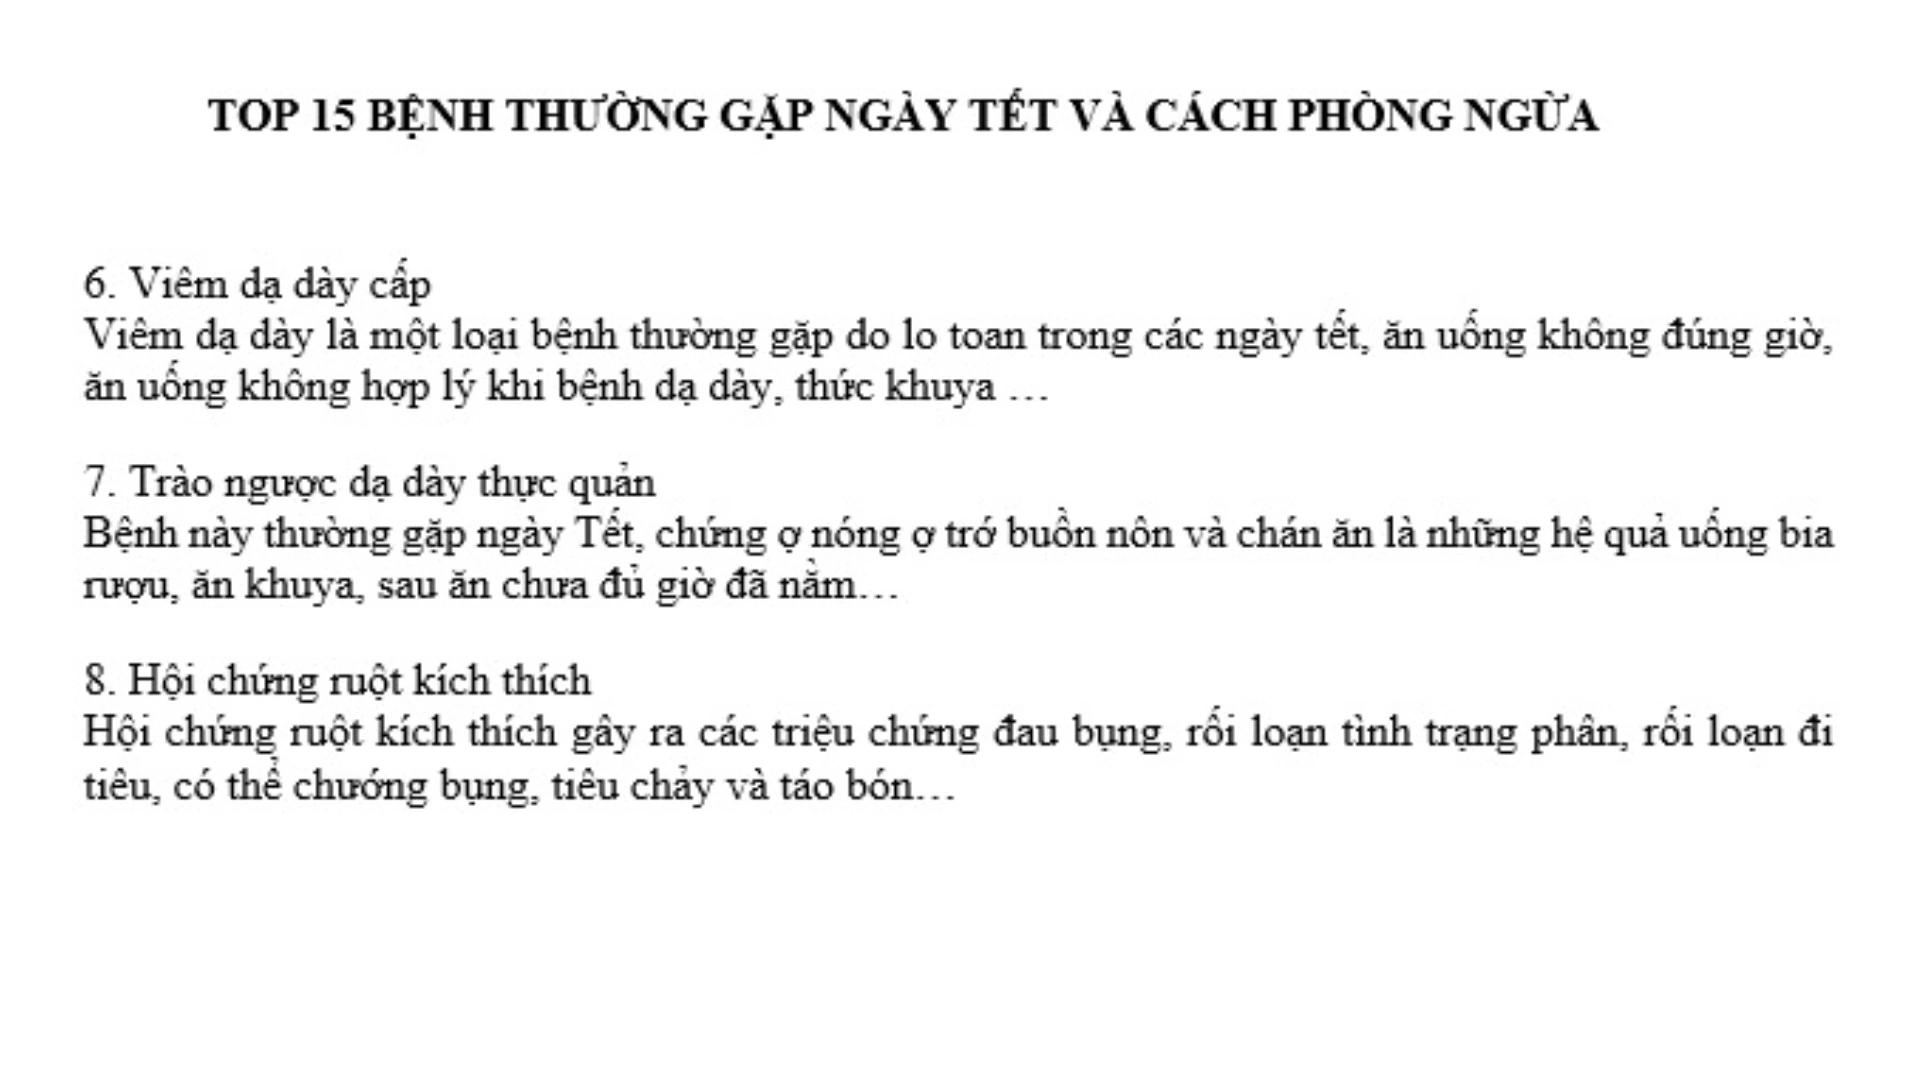 TOP 15 BỆNH THƯỜNG GẶP NGÀY TẾT VÀ CÁCH PHÒNG NGỪA
6. Viêm dạ dày cấp
Viêm dạ dày là một loại bệnh thường gặp do lo toan trong các ngày tết, ăn uống không đúng giờ,
ăn uống không hợp lý khi bệnh dạ dày, thức khuya …
7. Trào ngược dạ dày thực quản
Bệnh này thường gặp ngày Tết, chứng ợ nóng ợ trớ buồn nôn và chán ăn là những hệ quả uống bia
rượu, ăn khuya, sau ăn chưa đủ giờ đã nằm…
8. Hội chứng ruột kích thích
Hội chứng ruột kích thích gây ra các triệu chứng đau bụng, rối loạn tình trạng phân, rối loạn đi
tiêu, có thể chướng bụng, tiêu chảy và táo bón…